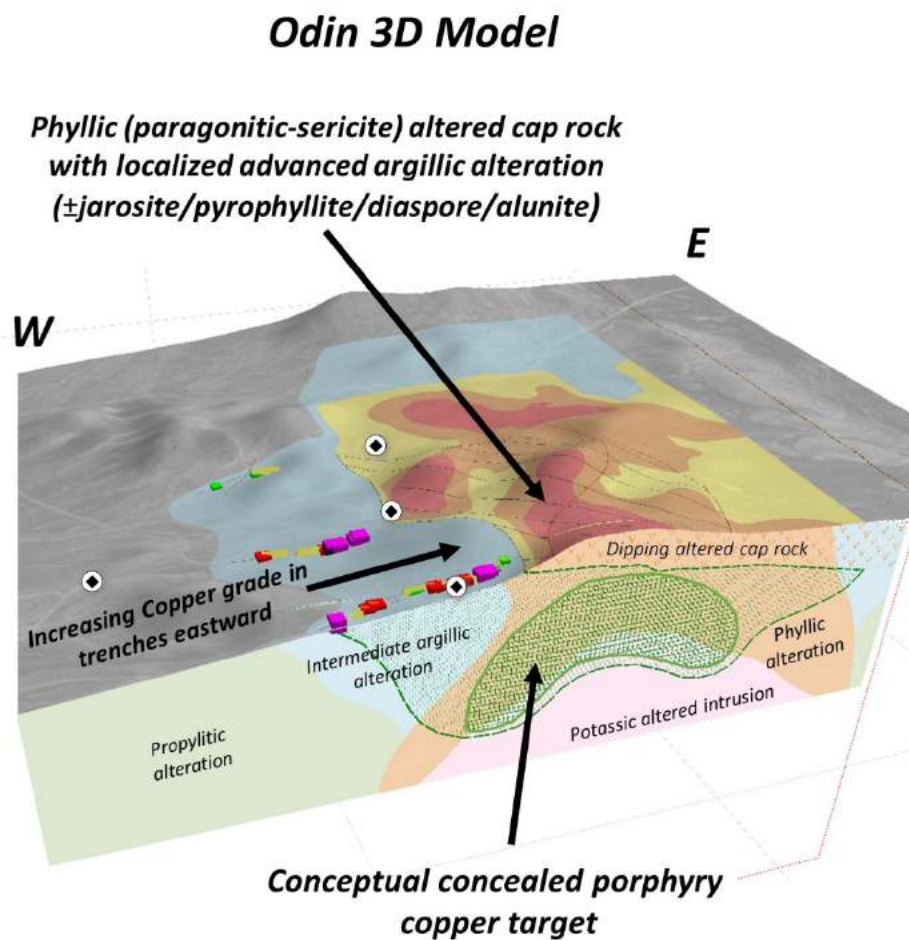 Odin 3D Model
Phyllic (paragonitic-sericite) altered cap rock
with localized advanced argillic alteration
(±jarosite/pyrophyllite/diaspore/alunite)
E
W
Dipping altered cap rock
Increasing Copper grade in
trenches eastward
Intermediate argillic
alteration
Phyllic
alteration
Potassic altered intrusion
Propylitic
alteration
Conceptual concealed porphyry
copper target